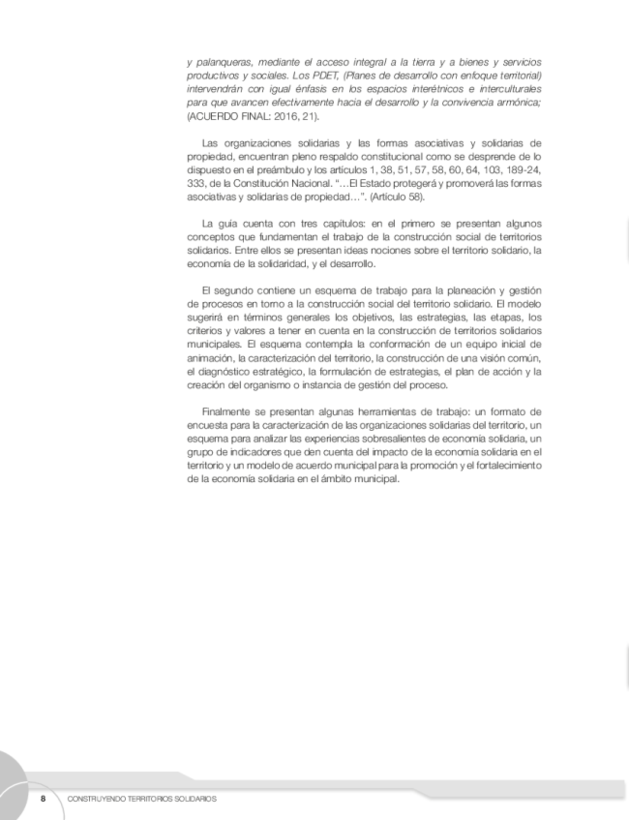 y palanqueras, mediante el acceso integral a la tierra y a bienes y servicios
productivos y sociales. Los PDET, (Planes de desarrollo con enfoque territorial)
intervendrán con igual énfasis en los espacios interétnicos e interculturales
para que avancen efectivamente hacia el desarrollo y la convivencia armónica;
(ACUERDO FINAL: 2016, 21).
Las organizaciones solidarias y las formas asociativas y solidarias de
propiedad, encuentran pleno respaldo constitucional como se desprende de lo
dispuesto en el preámbulo y los artículos 1, 38, 51, 57, 58, 60, 64, 103, 189-24,
333, de la Constitución Nacional. “…El Estado protegerá y promoverá las formas
asociativas y solidarias de propiedad…”. (Artículo 58).
La guía cuenta con tres capítulos: en el primero se presentan algunos
conceptos que fundamentan el trabajo de la construcción social de territorios
solidarios. Entre ellos se presentan ideas nociones sobre el territorio solidario, la
economía de la solidaridad, y el desarrollo.
El segundo contiene un esquema de trabajo para la planeación y gestión
de procesos en torno a la construcción social del territorio solidario. El modelo
sugerirá en términos generales los objetivos, las estrategias, las etapas, los
criterios y valores a tener en cuenta en la construcción de territorios solidarios
municipales. El esquema contempla la conformación de un equipo inicial de
animación, la caracterización del territorio, la construcción de una visión común,
el diagnóstico estratégico, la formulación de estrategias, el plan de acción y la
creación del organismo o instancia de gestión del proceso.
Finalmente se presentan algunas herramientas de trabajo: un formato de
encuesta para la caracterización de las organizaciones solidarias del territorio, un
esquema para analizar las experiencias sobresalientes de economía solidaria, un
grupo de indicadores que den cuenta del impacto de la economía solidaria en el
territorio y un modelo de acuerdo municipal para la promoción y el fortalecimiento
de la economía solidaria en el ámbito municipal.
8 CONSTRUYENDO TERRITORIOS SOLIDARIOS